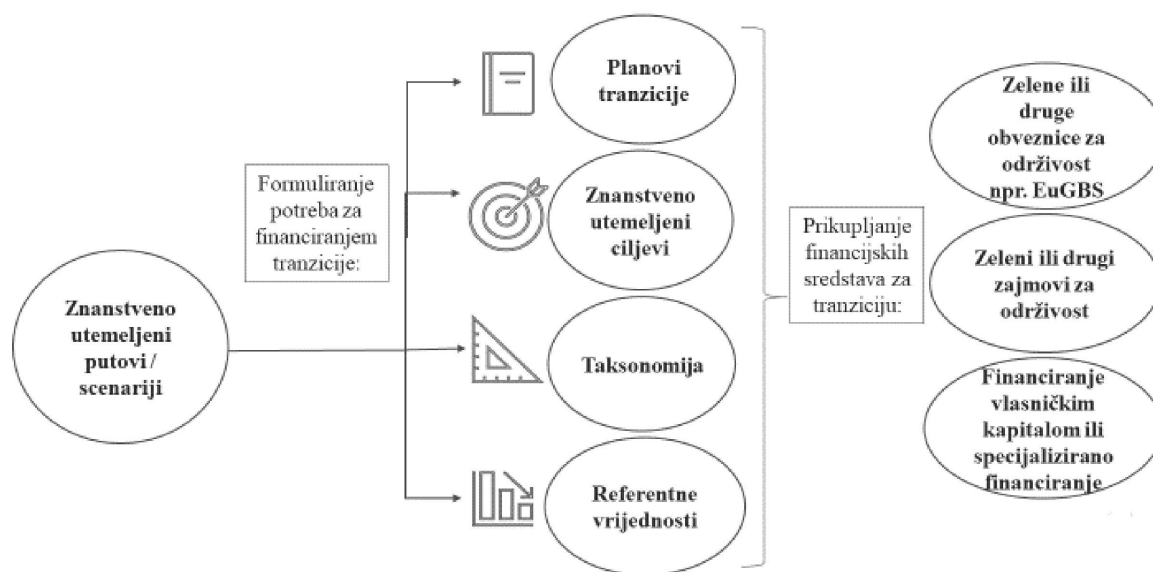 Znanstveno
utemeljeni
putovi /
scenariji
Formuliranje
potreba za
financiranjem
tranzicije:
Planovi
tranzicije
Znanstveno
utemeljeni
ciljevi
Taksonomija
Referentne
vrijednosti
Prikupljanje
financijskih
sredstava za
tranziciju:
Zelene ili
druge
obveznice za
održivost
npr. EuGBS
Zeleni ili drugi
zajmovi za
održivost
Financiranje
vlasničkim
kapitalom ili
specijalizirano
financiranje